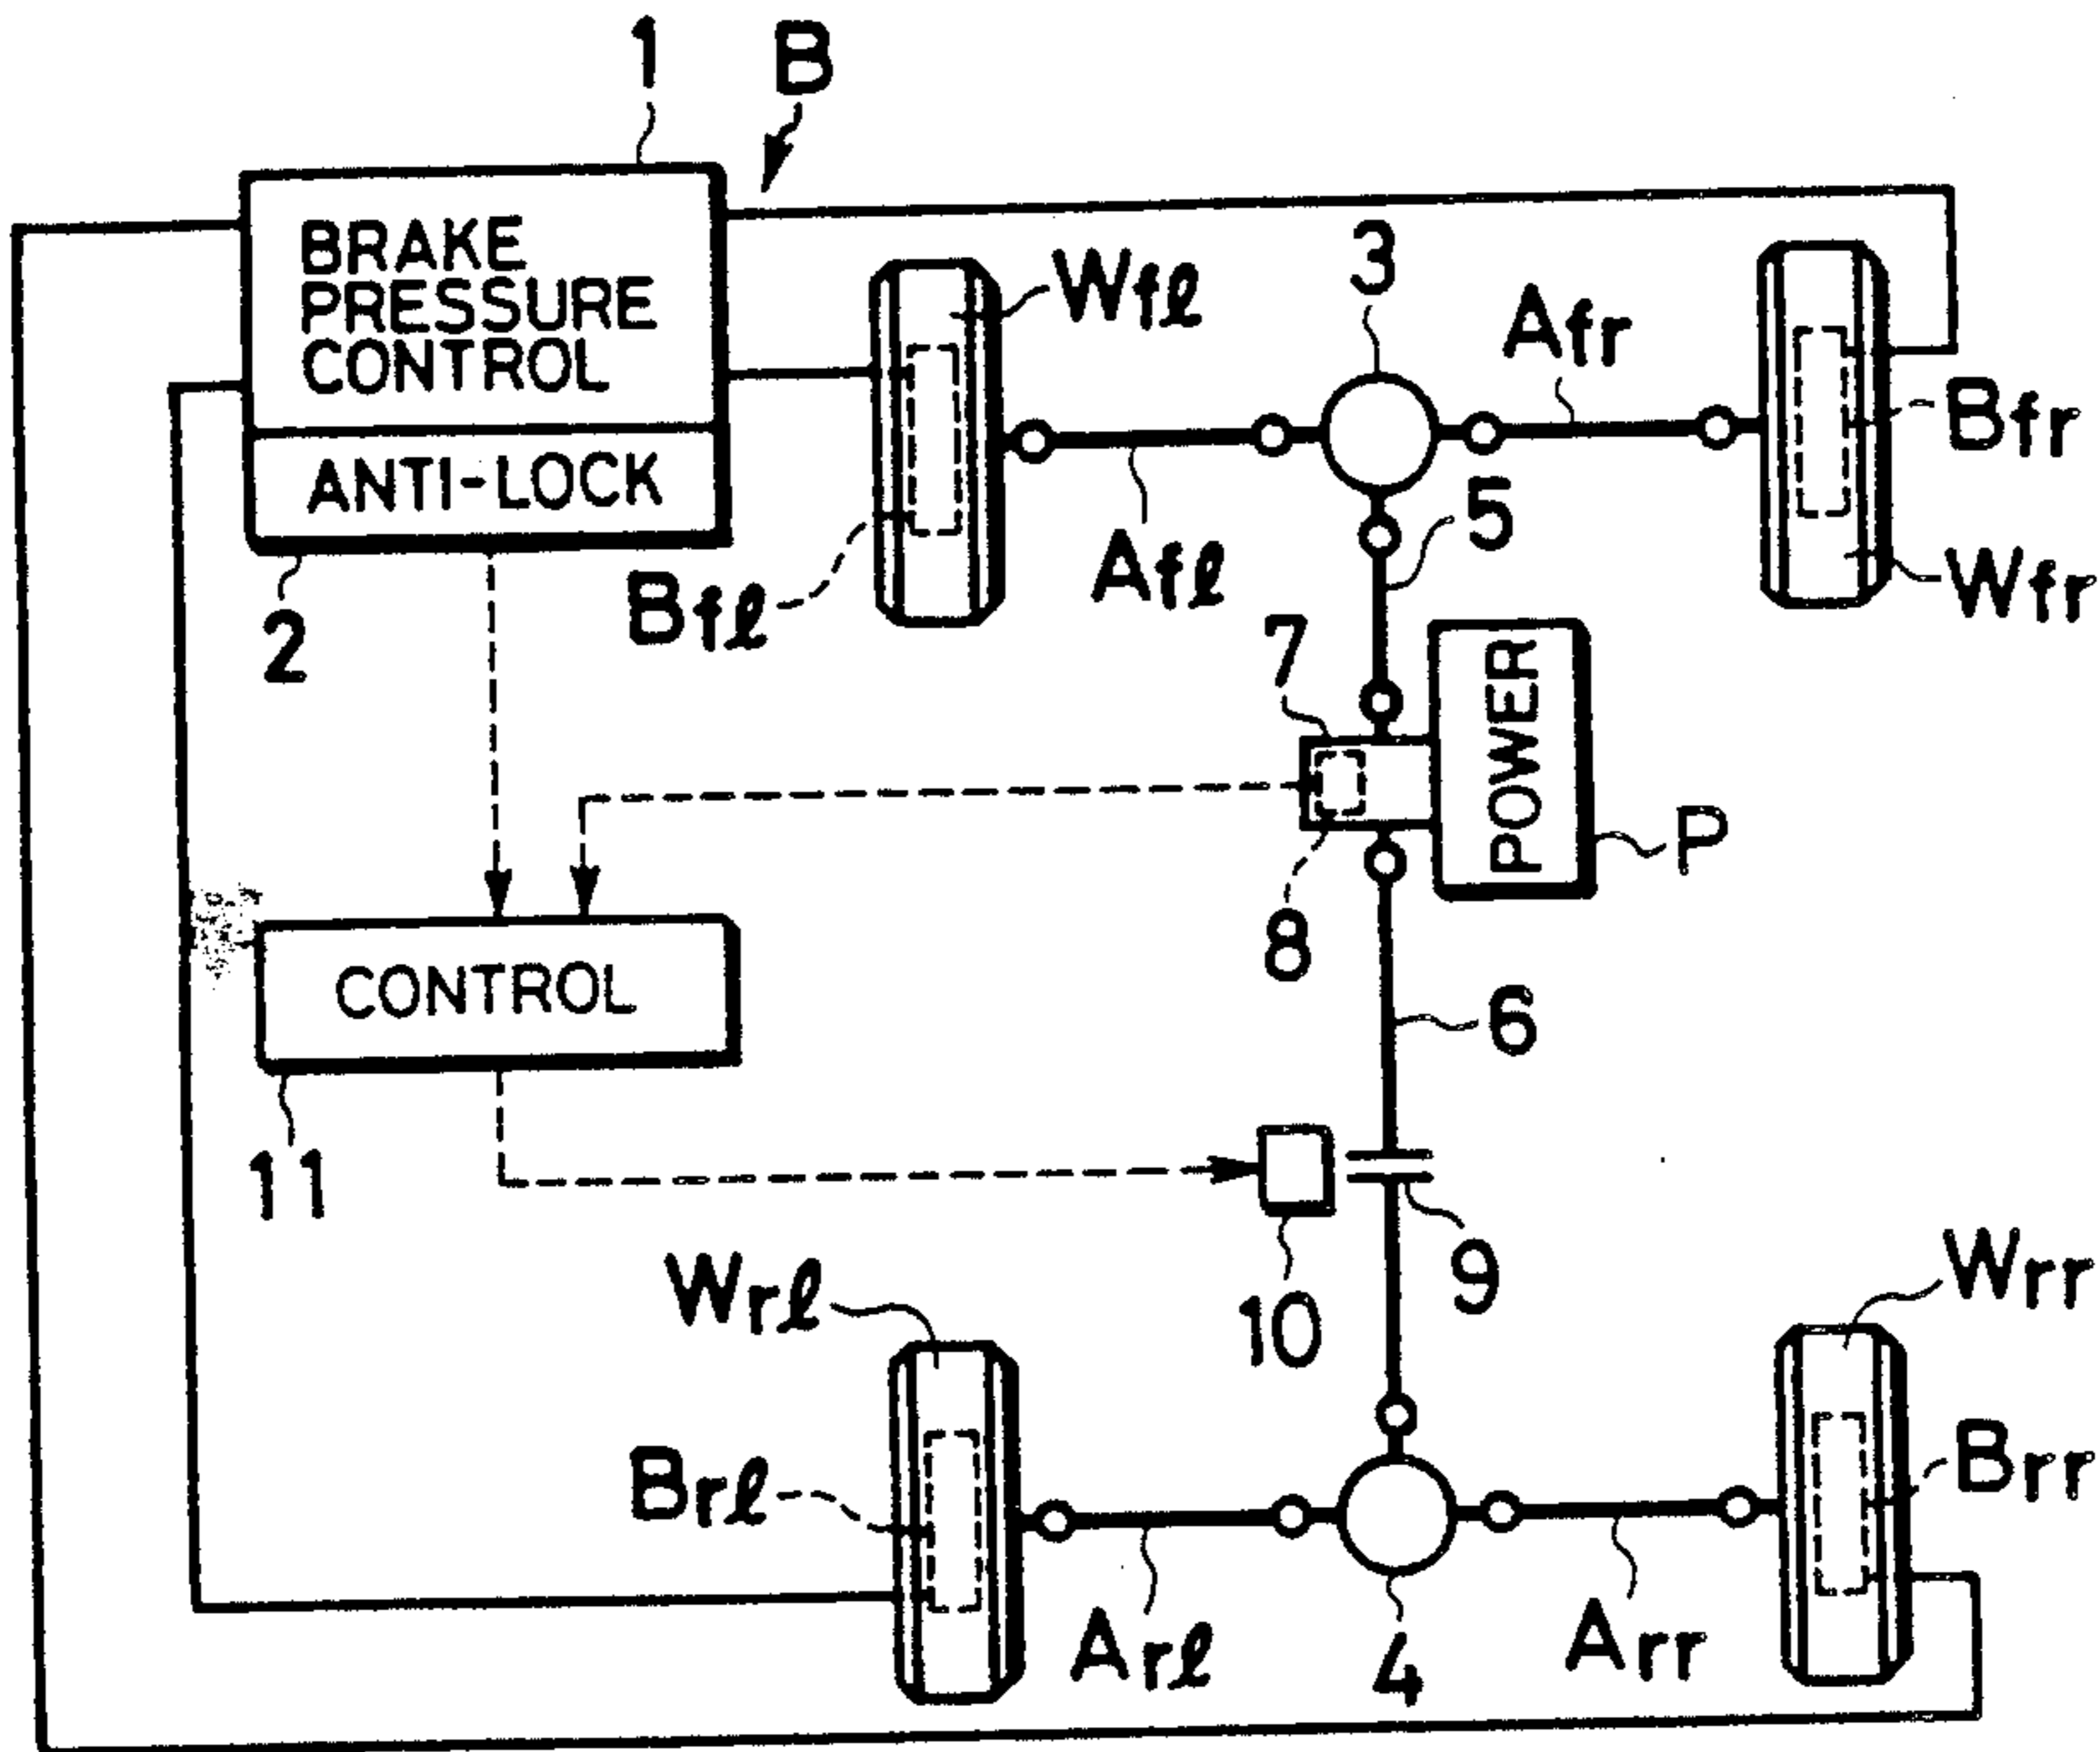 1
B
BRAKE
PRESSURE
CONTROL
ANTI-LOCK
2
Wfℓ
3
Afr
Bfr
Bfℓ
Afℓ
5
Wfr
7
POWER
P
8
CONTROL
6
11
10
9
Wrℓ
Wrr
Brℓ
Brr
Arℓ
4
Arr